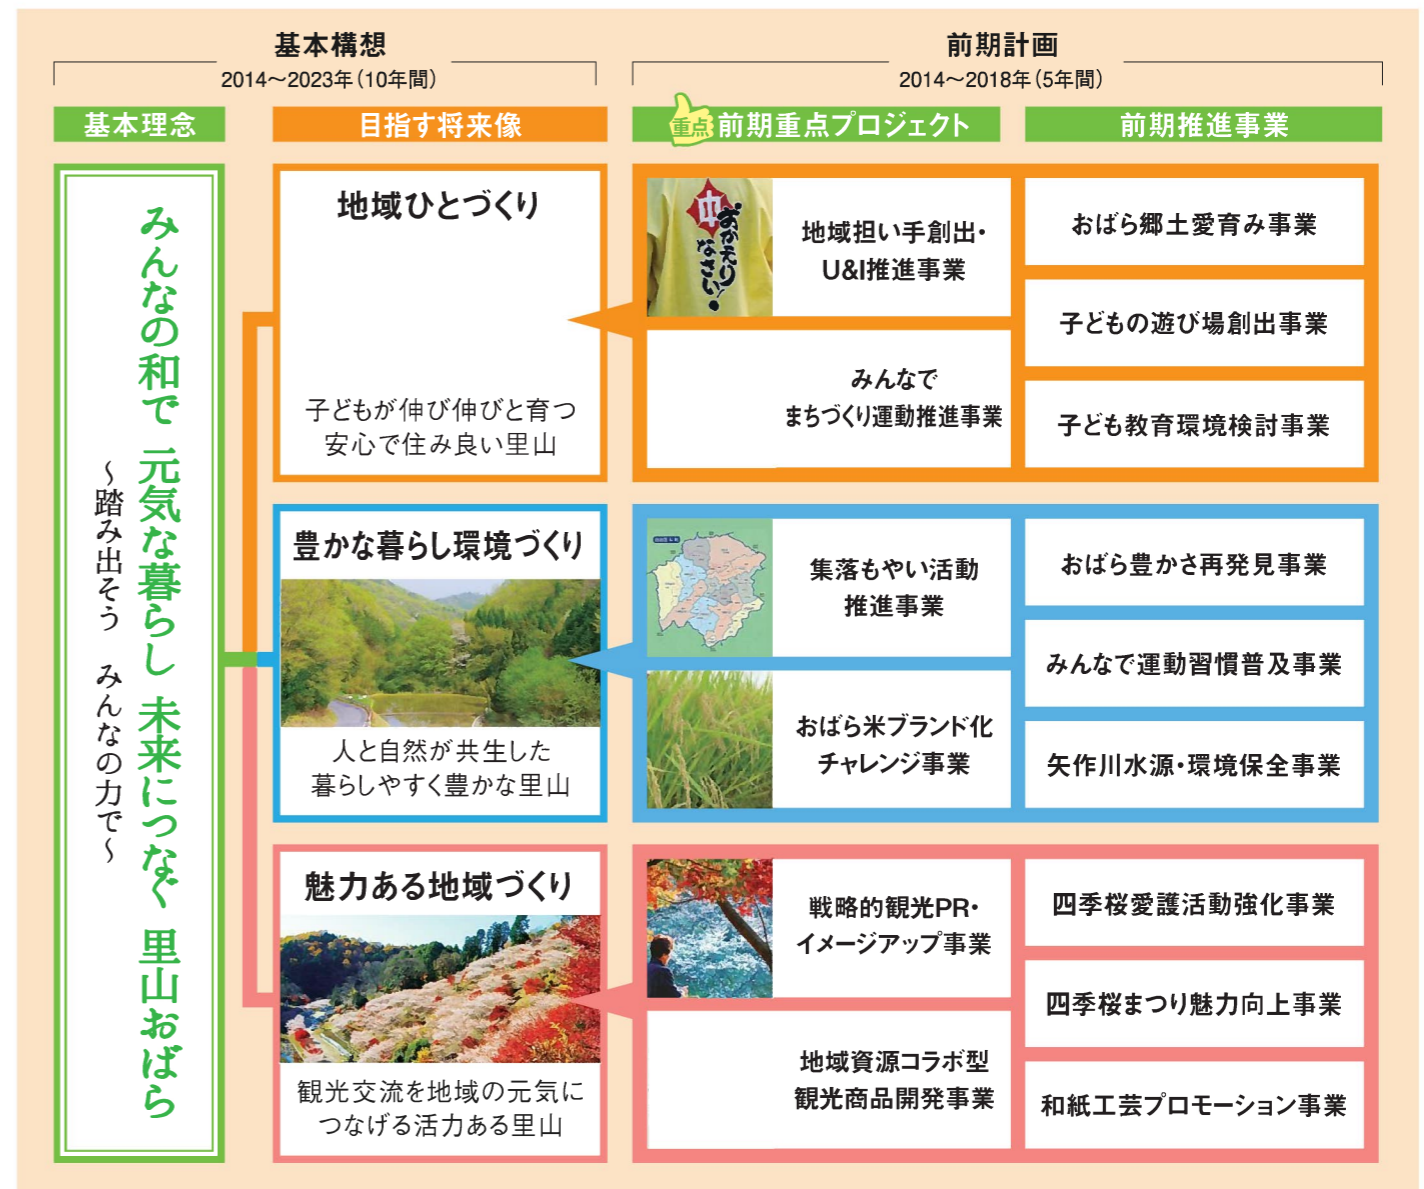 基本構想
2014～2023年（10年間）
前期計画
2014～2018年（5年間）
基本理念
目指す将来像
重点
前期重点プロジェクト
前期推進事業
みんなの和で 元気な暮らし 未来につなぐ 里山おばら
～踏み出そう みんなの力で～
地域ひとづくり
子どもが伸び伸びと育つ
安心で住み良い里山
おかえり
なさい！
地域担い手創出・
U&I推進事業
みんなで
まちづくり運動推進事業
おばら郷土愛育み事業
子どもの遊び場創出事業
子ども教育環境検討事業
豊かな暮らし環境づくり
人と自然が共生した
暮らしやすく豊かな里山
集落もやい活動
推進事業
おばら米ブランド化
チャレンジ事業
おばら豊かさ再発見事業
みんなで運動習慣普及事業
矢作川水源・環境保全事業
魅力ある地域づくり
観光交流を地域の元気に
つなげる活力ある里山
戦略的観光PR・
イメージアップ事業
地域資源コラボ型
観光商品開発事業
四季桜愛護活動強化事業
四季桜まつり魅力向上事業
和紙工芸プロモーション事業